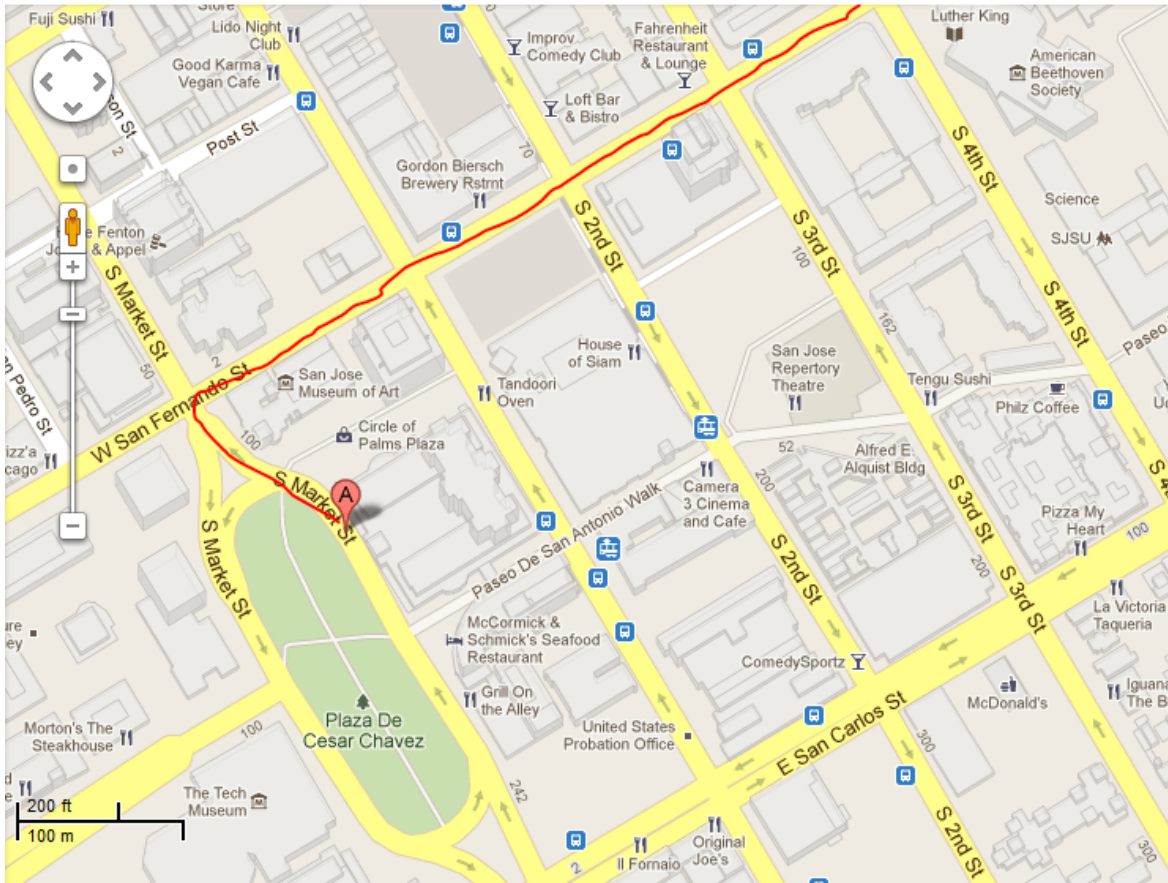 Fuji Sushi
Store
Lido Night
Club
Good Karma
Vegan Cafe
Post St
2
Improv
Comedy Club
Fahrenheit
Restaurant
& Lounge
Luther King
American
Beethoven
Society
Loft Bar
& Bistro
70
Gordon Biersch
Brewery Rstrnt
S 4th St
Science
SJSU
Fenton
& Appel
S Market St
S 2nd St
S 3rd St
100
S 4th St
50
2
162
San Jose
Museum of Art
House
of Siam
San Jose
Repertory
Theatre
Paseo
Tengu Sushi
Tandoori
Oven
Philz Coffee
Pedro St
W San Fernando St
100
Circle of
Palms Plaza
52
Alfred E.
Alquist Bldg
S Market St
A
200
Camera
3 Cinema
and Cafe
S 3rd St
Pizza My
Heart
100
S Market St
Paseo De San Antonio Walk
S 2nd St
200
S 3rd St
La Victoria
Taqueria
McCormick &
Schmick's Seafood
Restaurant
ComedySportz
McDonald's
Grill On
the Alley
Plaza De
Cesar Chavez
United States
Probation Office
E San Carlos St
Morton's The
Steakhouse
100
300
The Tech
Museum
242
200 ft
100 m
S 2nd St
2
Il Fornaio
Original
Joe's
300